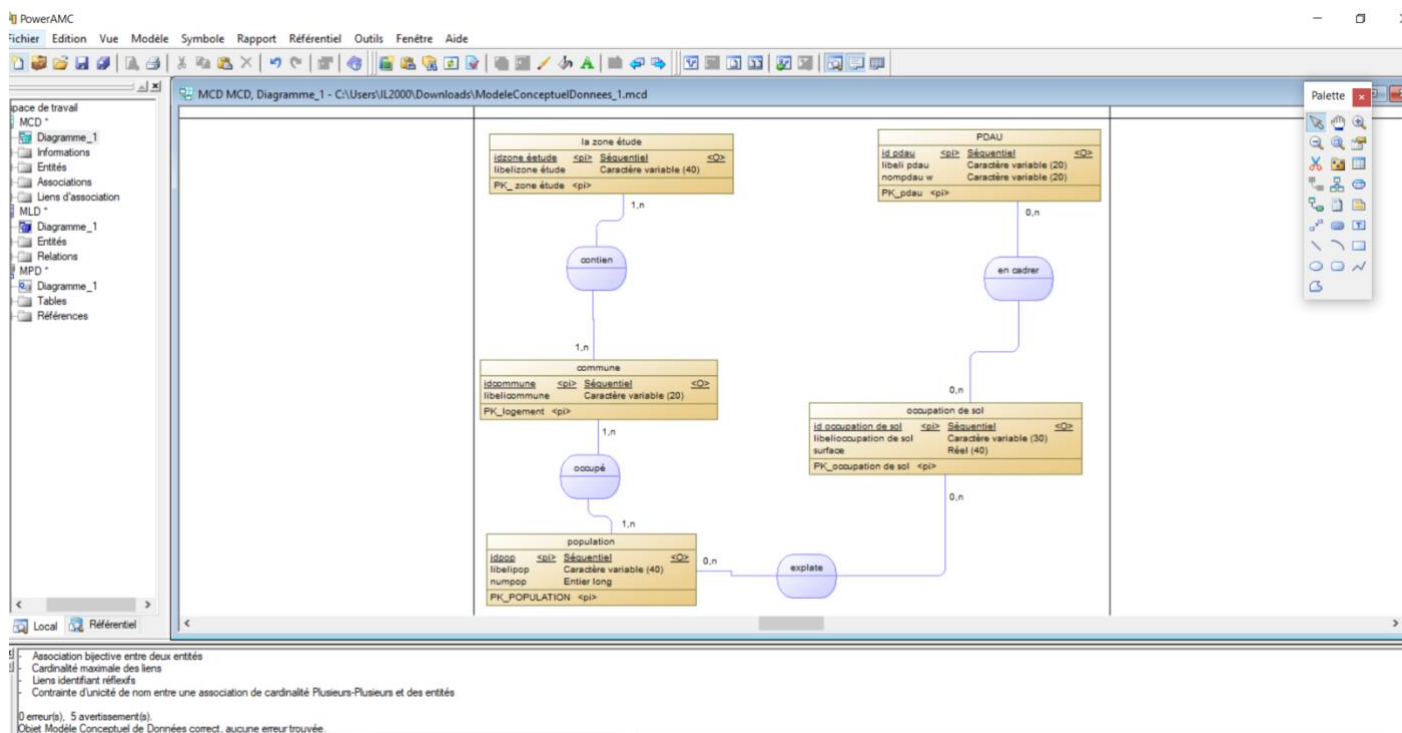 PowerAMC
Fichier Edition Vue Modèle Symbole Rapport Référentiel Outils Fenêtre Aide
MCD MCD, Diagramme_1 - C:\Users\IL2000\Downloads\ModeleConceptuelDonnees_1.mcd
Palette
pace de travail
MCD *
Diagramme_1
Informations
Entités
Associations
Liens d'association
MLD *
Diagramme_1
Entités
Relations
MPD *
Diagramme_1
Tables
Références
Local Référentiel
la zone étude
idzone éetude <pi> Séquentiel <O>
libelizone étude Caractère variable (40)
PK_ zone étude <pi>
1,n
contien
1,n
commune
idcommune <pi> Séquentiel <O>
libelicommune Caractère variable (20)
PK_logement <pi>
1,n
occupé
1,n
population
idpop <pi> Séquentiel <O>
libelipop Caractère variable (40)
numpop Entier long
PK_POPULATION <pi>
0,n
explate
PDAU
id pdau <pi> Séquentiel <O>
libeli pdau Caractère variable (20)
nompdau w Caractère variable (20)
PK_pdau <pi>
0,n
en cadrer
0,n
occupation de sol
id occupation de sol <pi> Séquentiel <O>
libelioccupation de sol Caractère variable (30)
surface Réel (40)
PK_occupation de sol <pi>
0,n
- Association bijective entre deux entités
- Cardinalité maximale des liens
- Liens identifiant réflexifs
- Contrainte d'unicité de nom entre une association de cardinalité Plusieurs-Plusieurs et des entités
0 erreur(s), 5 avertissement(s).
Objet Modèle Conceptuel de Données correct, aucune erreur trouvée.